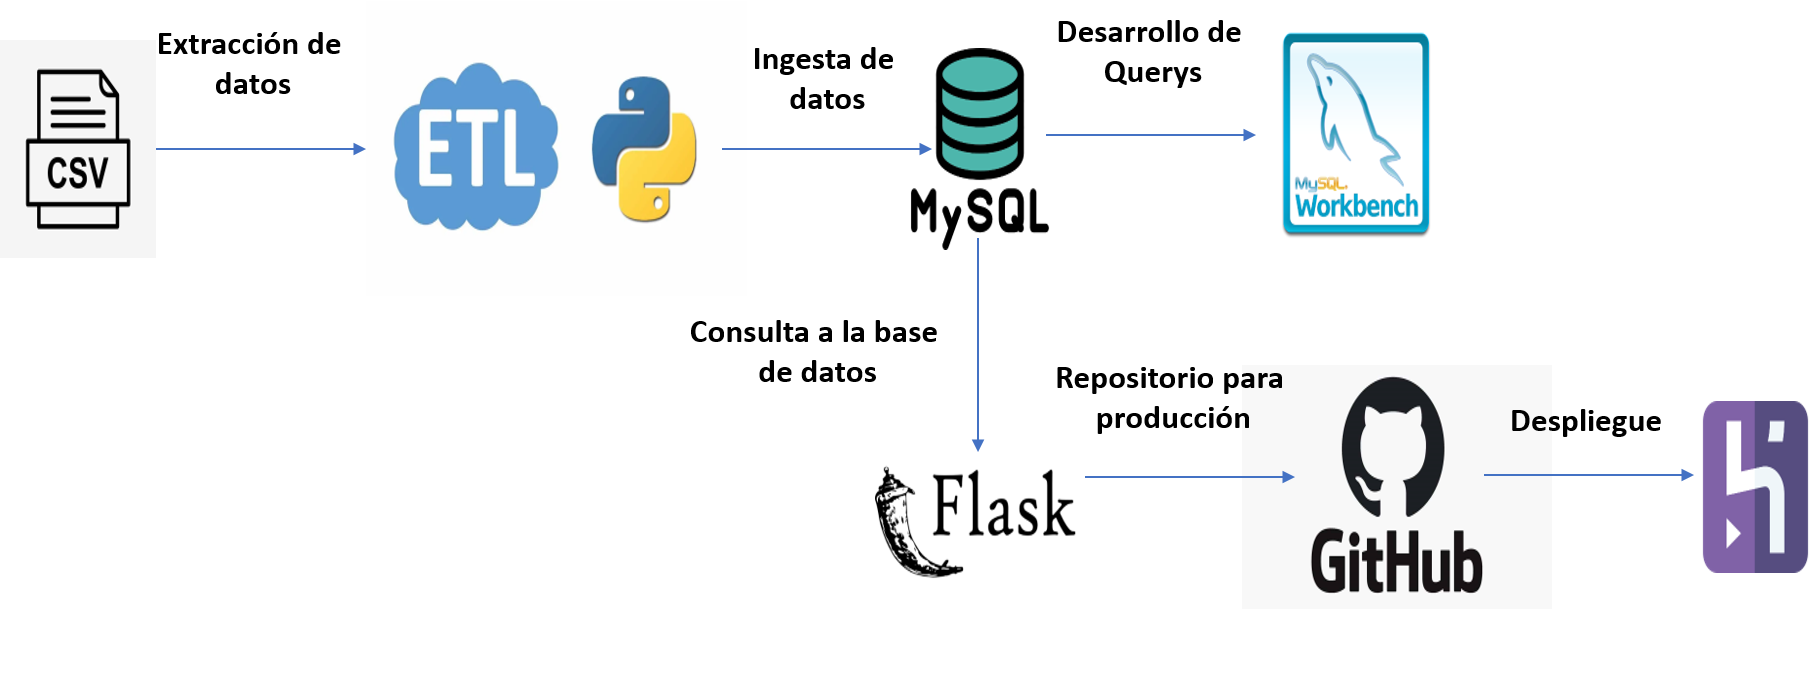 Extracción de
datos
CSV
ETL
Ingesta de
datos
MySQL
Desarrollo de
Querys
MySQL
Workbench
Consulta a la base
de datos
Flask
Repositorio para
producción
GitHub
Despliegue